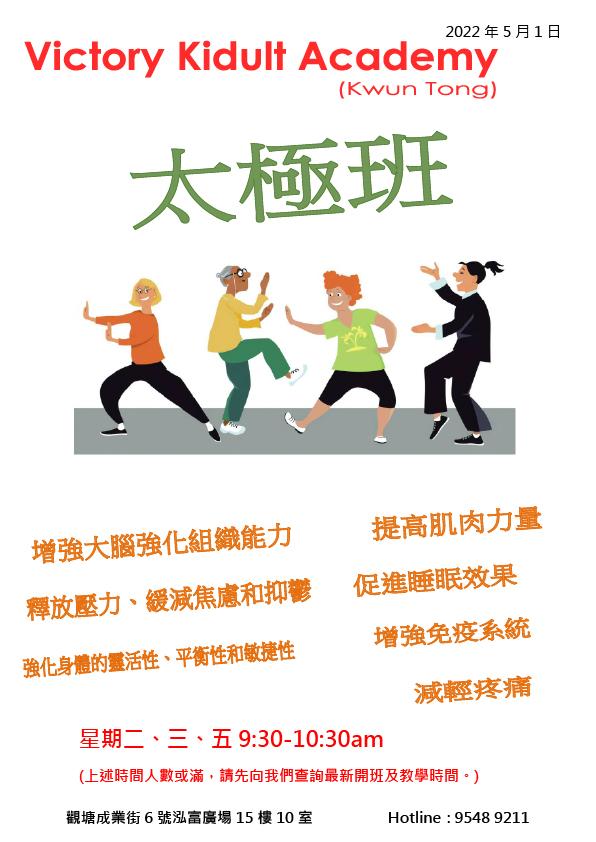 2022 年 5 月 1 日
Victory Kidult Academy
(Kwun Tong)
太極班
增強大腦強化組織能力
提高肌肉力量
釋放壓力、緩減焦慮和抑鬱
促進睡眠效果
強化身體的靈活性、平衡性和敏捷性
增強免疫系統
減輕疼痛
星期二、三、五 9:30-10:30am
(上述時間人數或滿，請先向我們查詢最新開班及教學時間。)
觀塘成業街 6 號泓富廣場 15 樓 10 室 Hotline：9548 9211